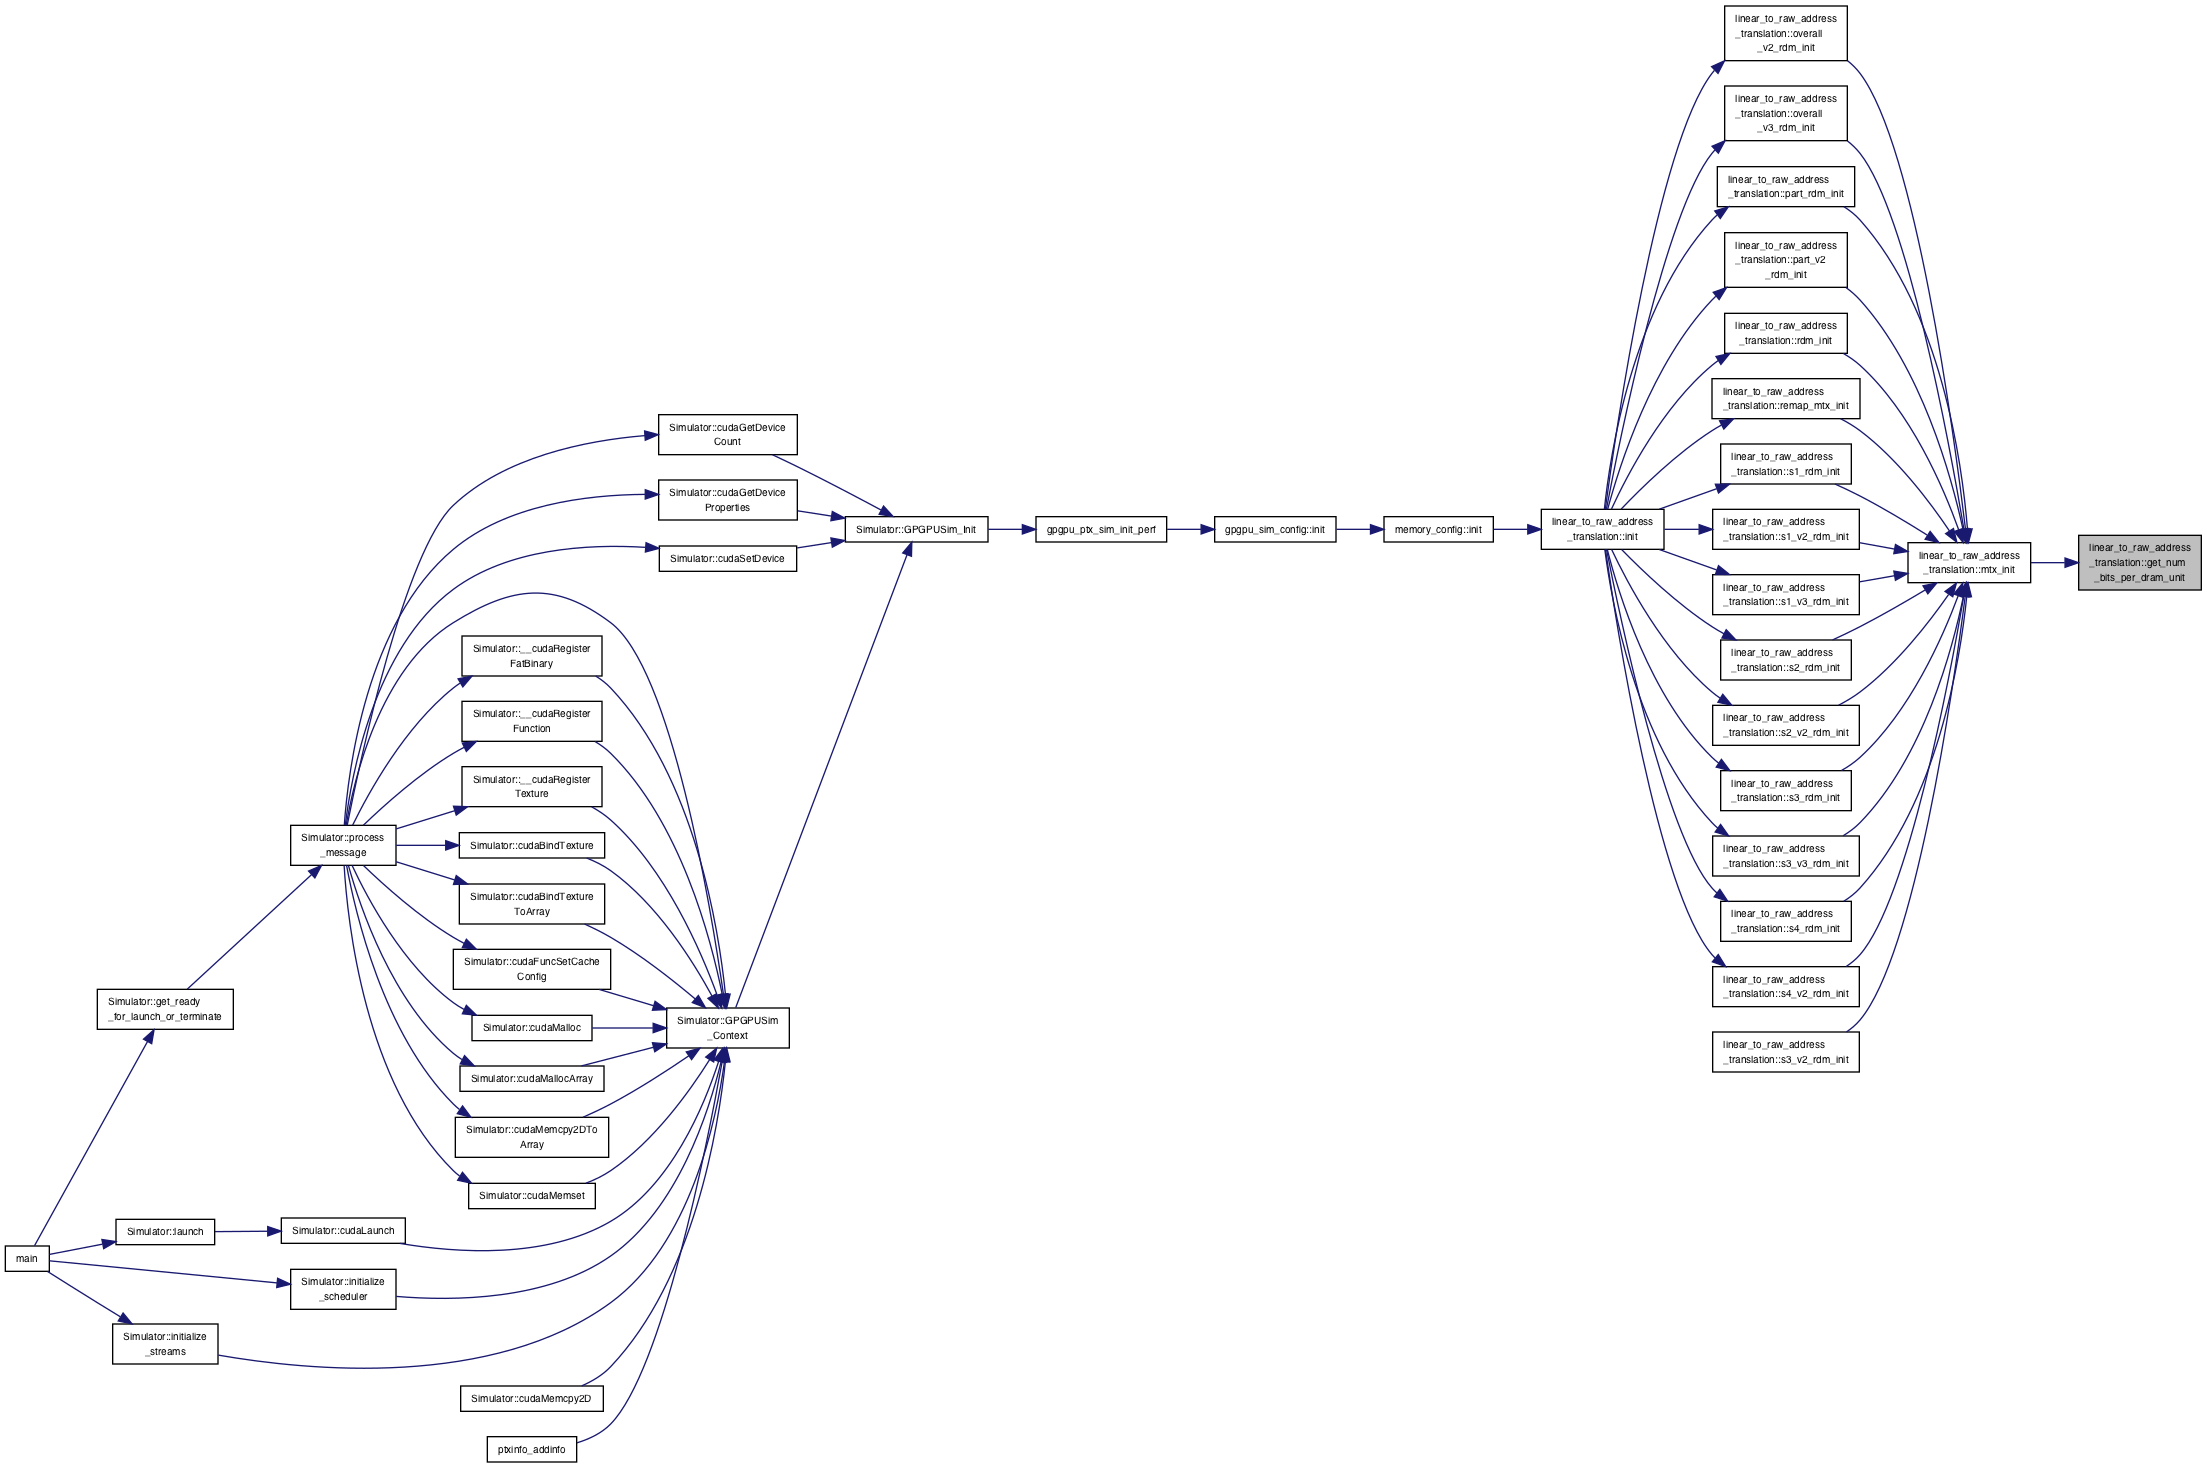 linear_to_raw_address
_translation::overall
_v2_rdm_init
linear_to_raw_address
_translation::overall
_v3_rdm_init
linear_to_raw_address
_translation::part_rdm_init
linear_to_raw_address
_translation::part_v2
_rdm_init
linear_to_raw_address
_translation::rdm_init
linear_to_raw_address
_translation::remap_mtx_init
linear_to_raw_address
_translation::s1_rdm_init
linear_to_raw_address
_translation::s1_v2_rdm_init
linear_to_raw_address
_translation::s1_v3_rdm_init
linear_to_raw_address
_translation::s2_rdm_init
linear_to_raw_address
_translation::s2_v2_rdm_init
linear_to_raw_address
_translation::s3_rdm_init
linear_to_raw_address
_translation::s3_v3_rdm_init
linear_to_raw_address
_translation::s4_rdm_init
linear_to_raw_address
_translation::s4_v2_rdm_init
linear_to_raw_address
_translation::s3_v2_rdm_init
linear_to_raw_address
_translation::mtx_init
linear_to_raw_address
_translation::get_num
_bits_per_dram_unit
linear_to_raw_address
_translation::init
memory_config::init
gpgpu_sim_config::init
gpgpu_ptx_sim_init_perf
Simulator::GPGPUSim_Init
Simulator::cudaGetDevice
Count
Simulator::cudaGetDevice
Properties
Simulator::cudaSetDevice
Simulator::__cudaRegister
FatBinary
Simulator::__cudaRegister
Function
Simulator::__cudaRegister
Texture
Simulator::cudaBindTexture
Simulator::cudaBindTexture
ToArray
Simulator::cudaFuncSetCache
Config
Simulator::cudaMalloc
Simulator::cudaMallocArray
Simulator::cudaMemcpy2DTo
Array
Simulator::cudaMemset
Simulator::GPGPUSim
_Context
Simulator::process
_message
Simulator::get_ready
_for_launch_or_terminate
Simulator::launch
Simulator::cudaLaunch
main
Simulator::initialize
_scheduler
Simulator::initialize
_streams
Simulator::cudaMemcpy2D
ptxinfo_addinfo